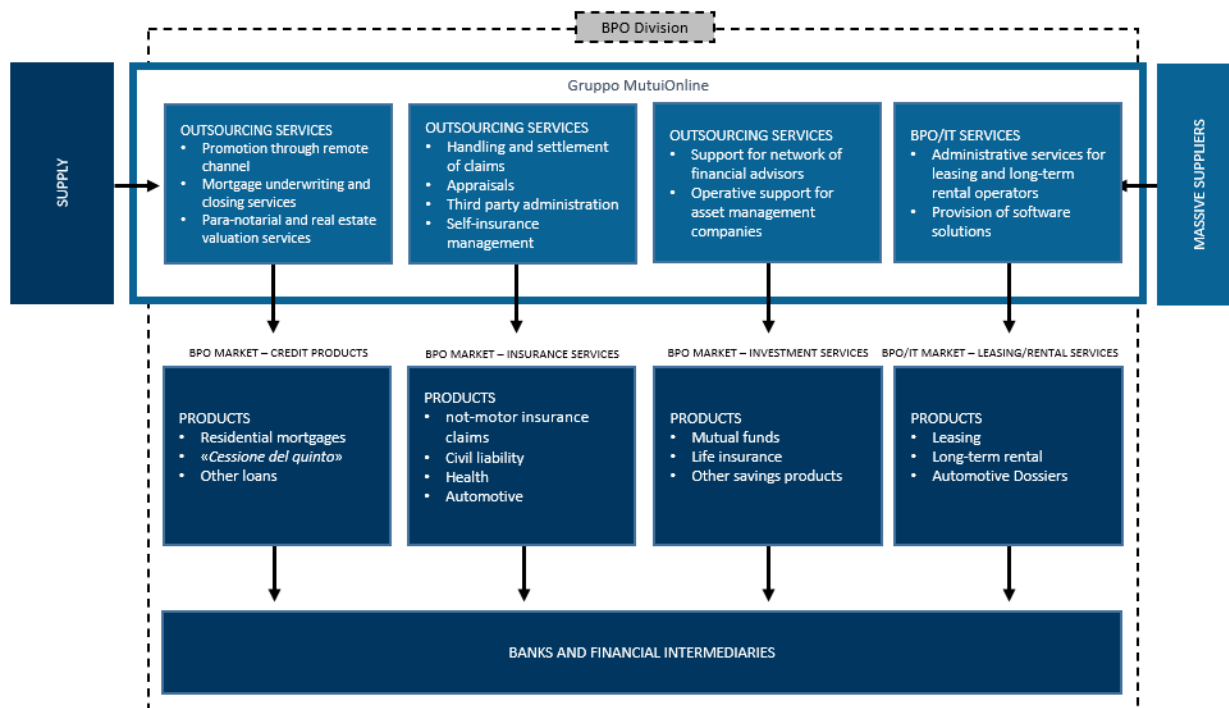 BPO Division
Gruppo MutuiOnline
SUPPLY
OUTSOURCING SERVICES
• Promotion through remote
channel
• Mortgage underwriting and
closing services
• Para-notarial and real estate
valuation services
OUTSOURCING SERVICES
• Handling and settlement
of claims
• Appraisals
• Third party administration
• Self-insurance
management
OUTSOURCING SERVICES
• Support for network of
financial advisors
• Operative support for
asset management
companies
BPO/IT SERVICES
• Administrative services for
leasing and long-term
rental operators
• Provision of software
solutions
MASSIVE SUPPLIERS
BPO MARKET – CREDIT PRODUCTS
BPO MARKET – INSURANCE SERVICES
BPO MARKET – INVESTMENT SERVICES
BPO/IT MARKET – LEASING/RENTAL SERVICES
PRODUCTS
• Residential mortgages
• «Cessione del quinto»
• Other loans
PRODUCTS
• not-motor insurance
claims
• Civil liability
• Health
• Automotive
PRODUCTS
• Mutual funds
• Life insurance
• Other savings products
PRODUCTS
• Leasing
• Long-term rental
• Automotive Dossiers
BANKS AND FINANCIAL INTERMEDIARIES